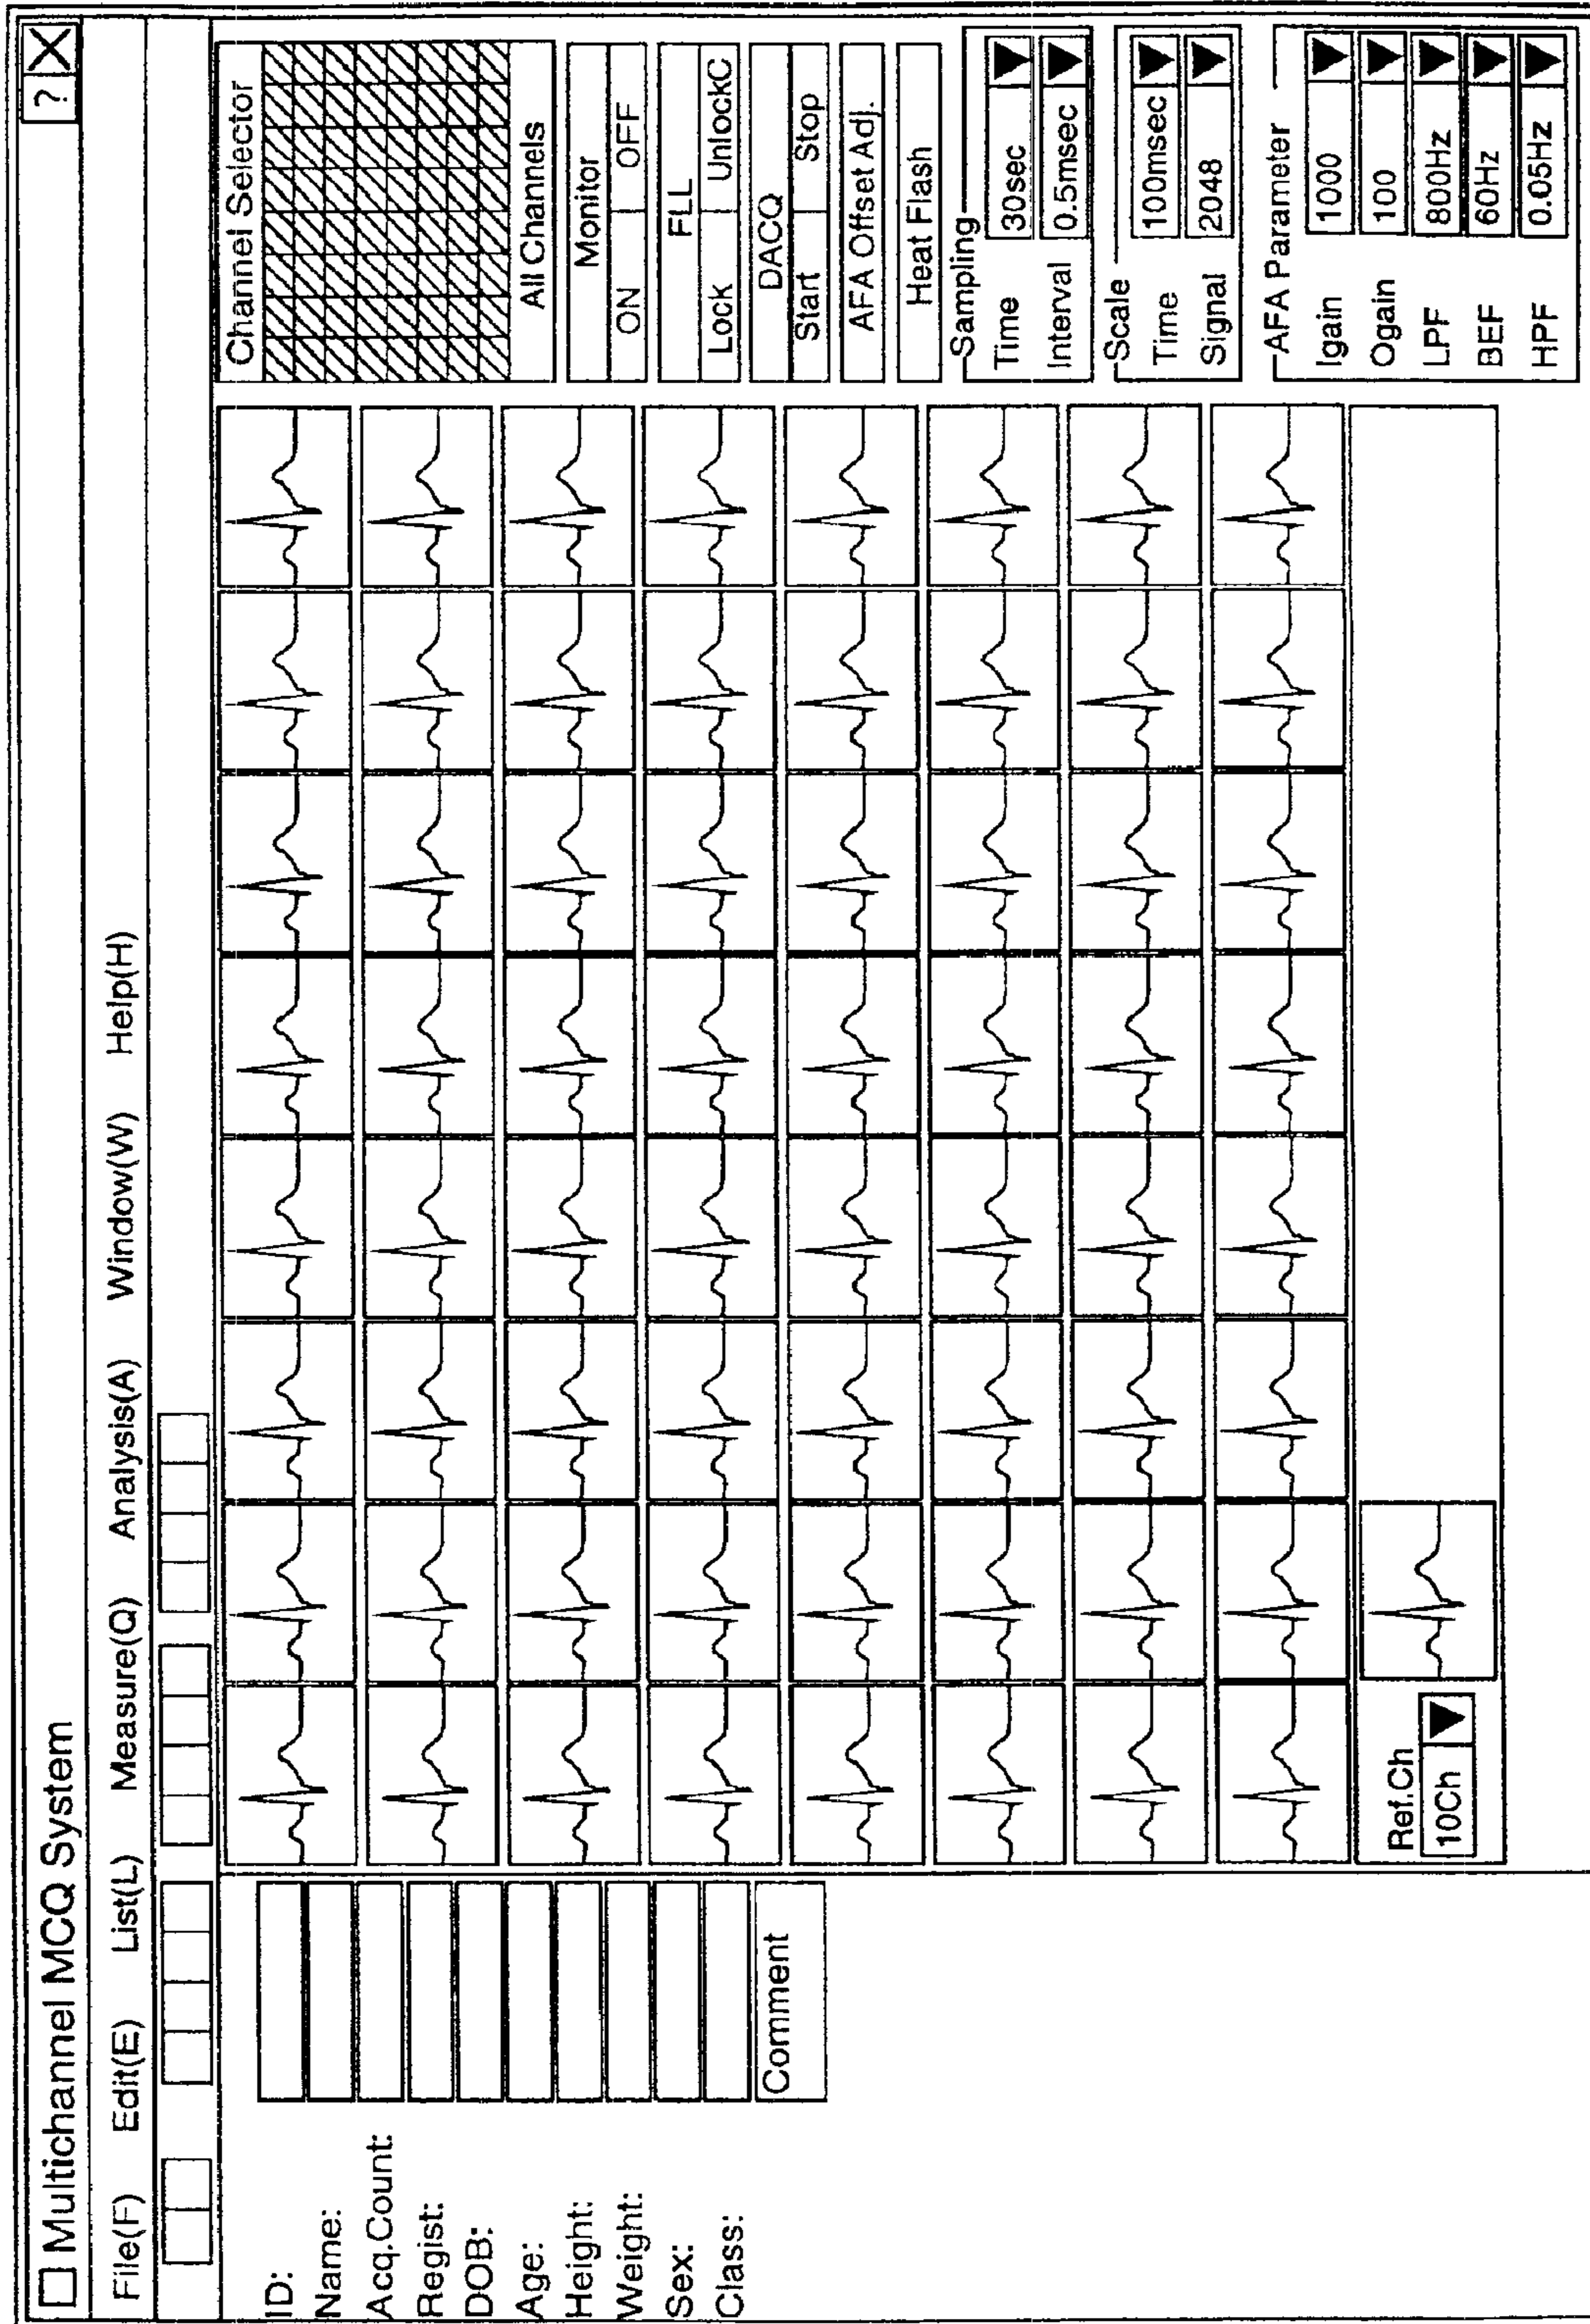 Multichannel MCQ System
? X
File(F) Edit(E) List(L) Measure(Q) Analysis(A) Window(W) Help(H)
ID:
Name:
Acq.Count:
Regist:
DOB:
Age:
Height:
Weight:
Sex:
Class:
Comment
Ref.Ch
10Ch
Channel Selector
All Channels
Monitor
ON OFF
FLL
Lock UnlockC
DACQ
Start Stop
AFA Offset Adj.
Heat Flash
Sampling
Time 30sec
Interval 0.5msec
Scale
Time 100msec
Signal 2048
AFA Parameter
Igain 1000
Ogain 100
LPF 800Hz
BEF 60Hz
HPF 0.05Hz